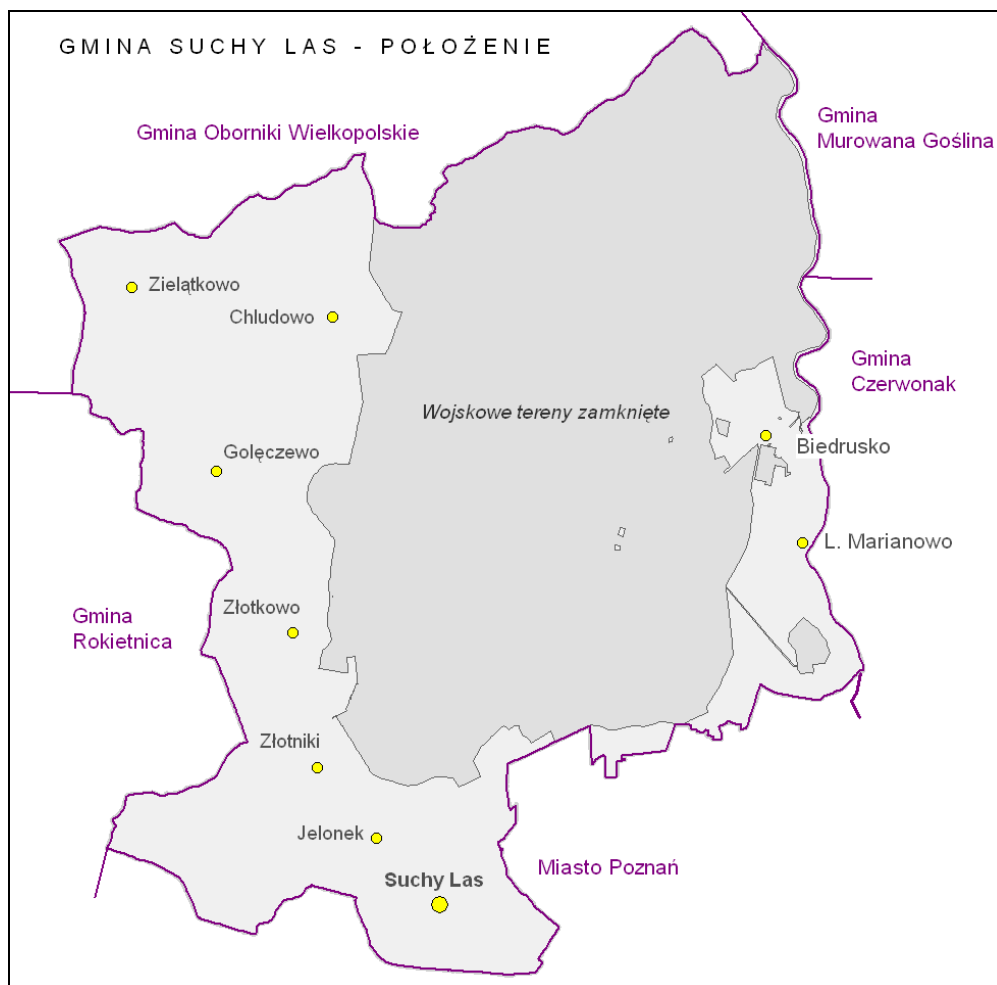 GMINA SUCHY LAS - POŁOŻENIE
Gmina
Murowana Goślina
Gmina Oborniki Wielkopolskie
Zielątkowo
Chludowo
Gmina
Czerwonak
Wojskowe tereny zamknięte
Biedrusko
Golęczewo
L. Marianowo
Złotkowo
Gmina
Rokietnica
Złotniki
Jelonek
Miasto Poznań
Suchy Las